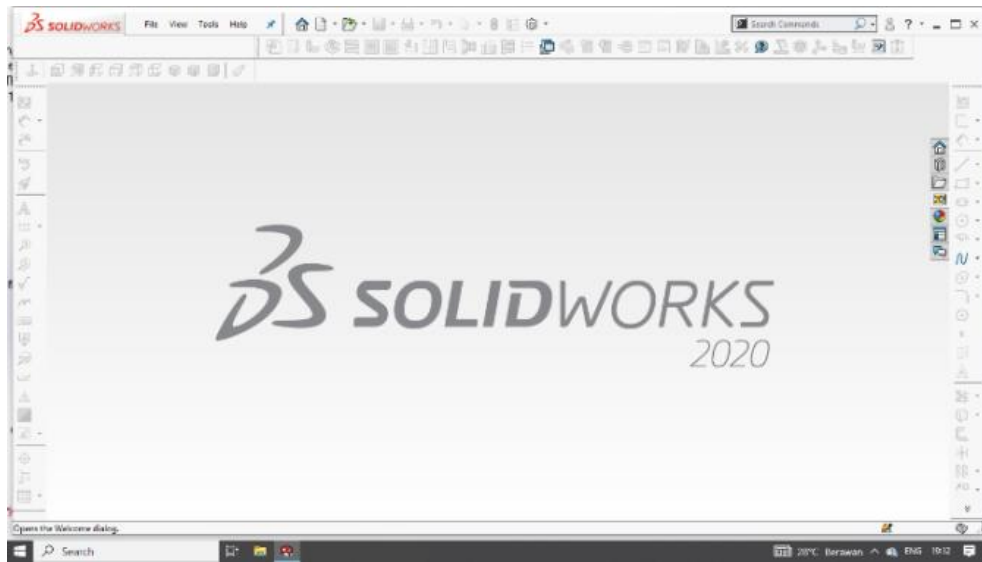 SOLIDWORKS File View Tools Help Search Commands ?
SOLIDWORKS
2020
Opens the Welcome dialog.
Search 28°C Berawan ENG 19:12